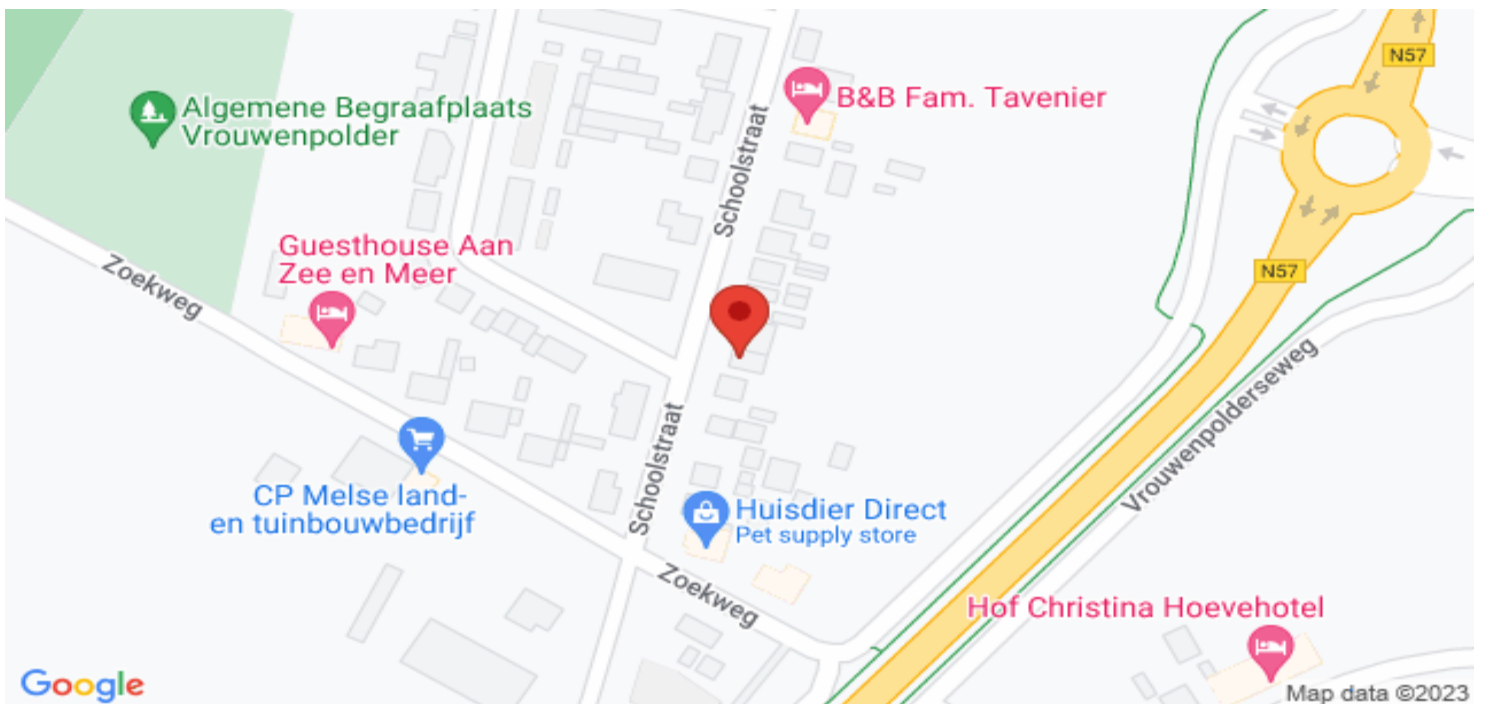 N57
B&B Fam. Tavenier
Algemene Begraafplaats
Vrouwenpolder
Schoolstraat
Guesthouse Aan
Zee en Meer
Zoekweg
N57
Vrouwenpolderseweg
Schoolstraat
CP Melse land-
en tuinbouwbedrijf
Huisdier Direct
Pet supply store
Zoekweg
Hof Christina Hoevehotel
Google
Map data ©2023